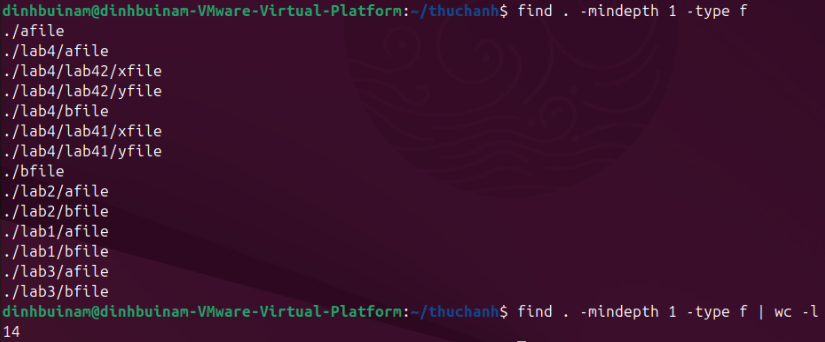 dinhbuinam@dinhbuinam-VMware-Virtual-Platform:~/thuchanh$ find . -mindepth 1 -type f
./afile
./lab4/afile
./lab4/lab42/xfile
./lab4/lab42/yfile
./lab4/bfile
./lab4/lab41/xfile
./lab4/lab41/yfile
./bfile
./lab2/afile
./lab2/bfile
./lab1/afile
./lab1/bfile
./lab3/afile
./lab3/bfile
dinhbuinam@dinhbuinam-VMware-Virtual-Platform:~/thuchanh$ find . -mindepth 1 -type f | wc -l
14